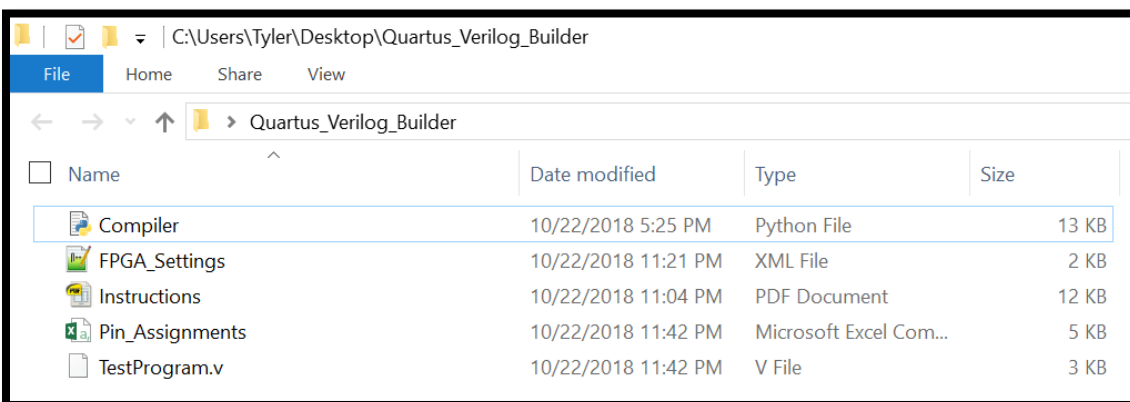 C:\Users\Tyler\Desktop\Quartus_Verilog_Builder
File Home Share View
Quartus_Verilog_Builder
Name Date modified Type Size
Compiler 10/22/2018 5:25 PM Python File 13 KB
FPGA_Settings 10/22/2018 11:21 PM XML File 2 KB
Instructions 10/22/2018 11:04 PM PDF Document 12 KB
Pin_Assignments 10/22/2018 11:42 PM Microsoft Excel Com... 5 KB
TestProgram.v 10/22/2018 11:42 PM V File 3 KB